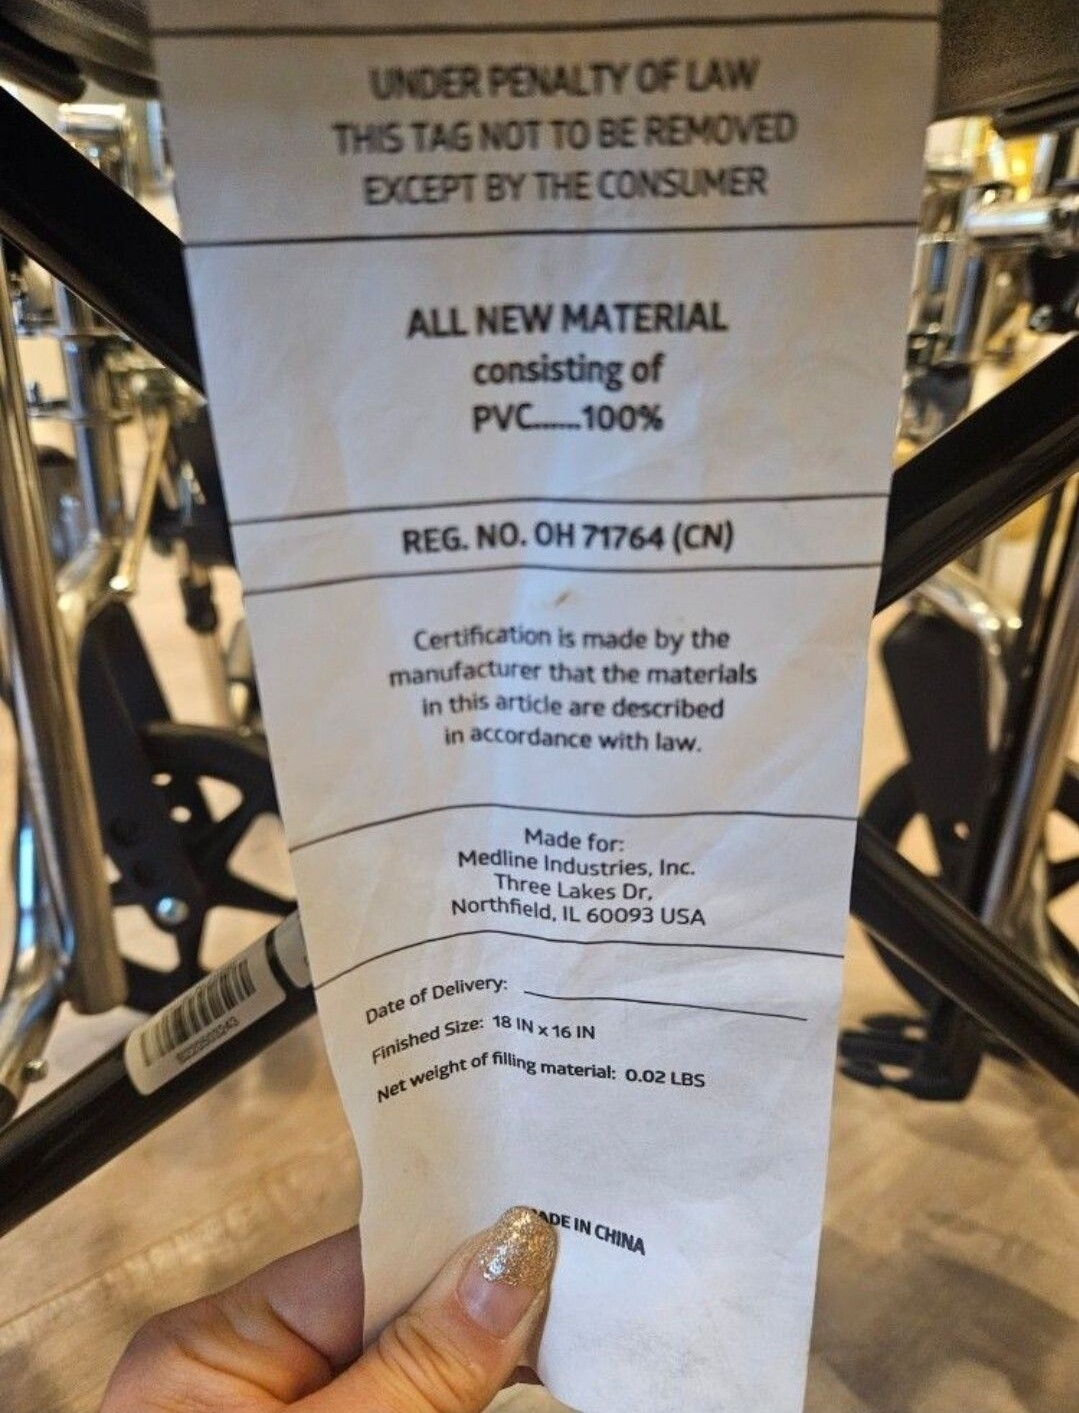 UNDER PENALTY OF LAW
THIS TAG NOT TO BE REMOVED
EXCEPT BY THE CONSUMER
ALL NEW MATERIAL
consisting of
PVC......100%
REG. NO. OH 71764 (CN)
Certification is made by the
manufacturer that the materials
in this article are described
in accordance with law.
Made for:
Medline Industries, Inc.
Three Lakes Dr,
Northfield, IL 60093 USA
Date of Delivery:
Finished Size: 18 IN x 16 IN
Net weight of filling material: 0.02 LBS
MADE IN CHINA